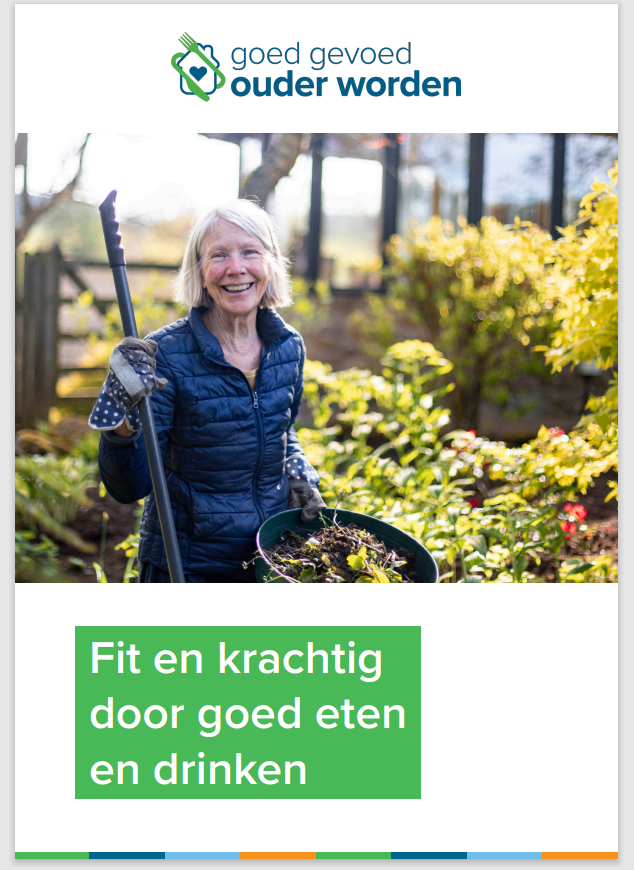 goed gevoed
ouder worden
Fit en krachtig
door goed eten
en drinken